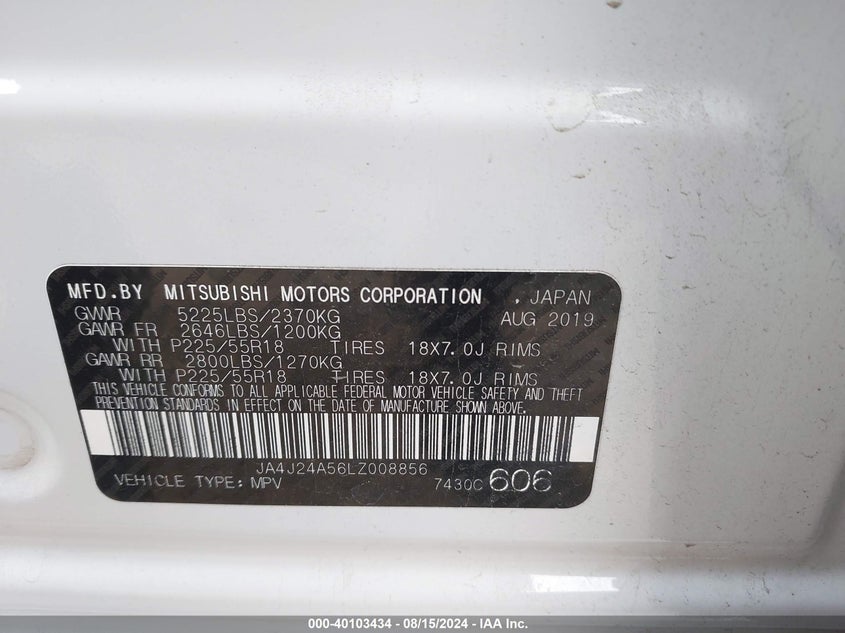 MFD.BY MITSUBISHI MOTORS CORPORATION , JAPAN
GVWR 5225LBS/2370KG AUG 2019
GAWR FR 2646LBS/1200KG
WITH P225/55R18 TIRES 18X7.0J RIMS
GAWR RR 2800LBS/1270KG
WITH P225/55R18 TIRES 18X7.0J RIMS
THIS VEHICLE CONFORMS TO ALL APPLICABLE FEDERAL MOTOR VEHICLE SAFETY AND THEFT
PREVENTION STANDARDS IN EFFECT ON THE DATE OF MANUFACTURE SHOWN ABOVE.
JA4J24A56LZ008856
VEHICLE TYPE: MPV 7430C 606
000-40103434 - 08/15/2024 - IAA Inc.